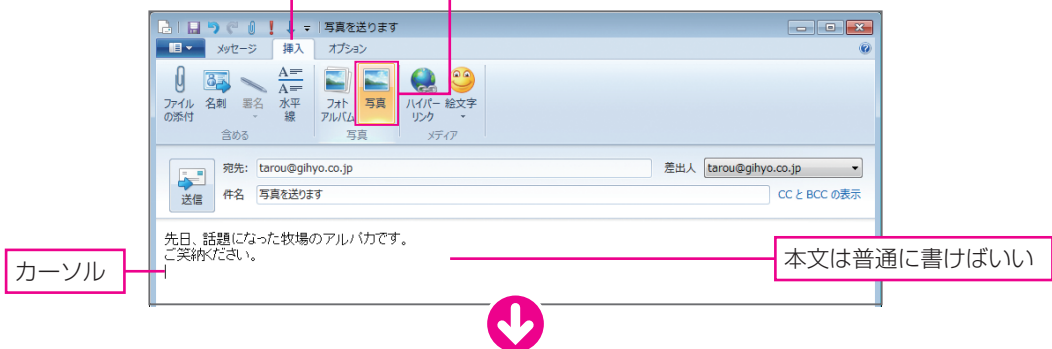 写真を送ります
メッセージ 挿入 オプション
ファイルの添付
名刺
署名
水平線
フォトアルバム
写真
ハイパーリンク
絵文字
含める 写真 メディア
宛先: tarou@gihyo.co.jp 差出人 tarou@gihyo.co.jp
送信 件名 写真を送ります CC と BCC の表示
先日、話題になった牧場のアルパカです。
ご笑納ください。
カーソル
本文は普通に書けばいい